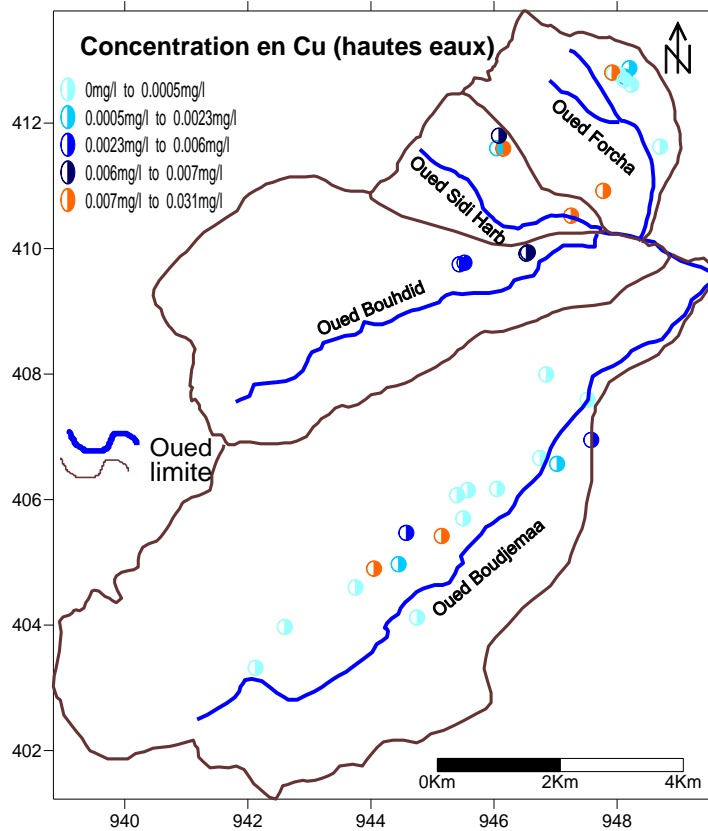 Concentration en Cu (hautes eaux)
N
0mg/l to 0.0005mg/l
0.0005mg/l to 0.0023mg/l
0.0023mg/l to 0.006mg/l
0.006mg/l to 0.007mg/l
0.007mg/l to 0.031mg/l
Oued Forcha
Oued Sidi Harb
Oued Bouhdid
Oued Boudjemaa
Oued
limite
412
410
408
406
404
402
0Km 2Km 4Km
940 942 944 946 948